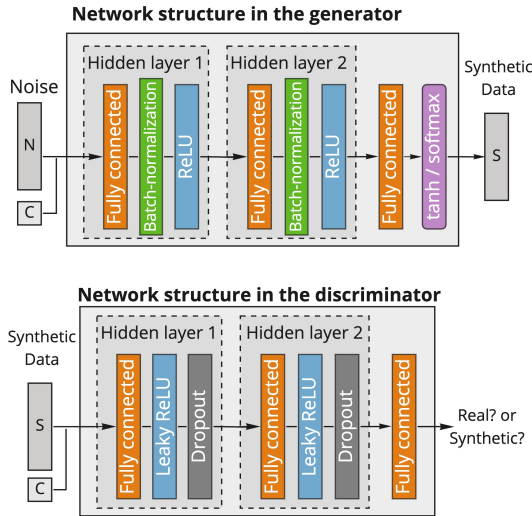 Network structure in the generator
Hidden layer 1
Hidden layer 2
Noise
N
C
Fully connected
Batch-normalization
ReLU
Fully connected
Batch-normalization
ReLU
Fully connected
tanh / softmax
Synthetic
Data
S
Network structure in the discriminator
Hidden layer 1
Hidden layer 2
Synthetic
Data
S
C
Fully connected
Leaky ReLU
Dropout
Fully connected
Leaky ReLU
Dropout
Fully connected
Real? or
Synthetic?